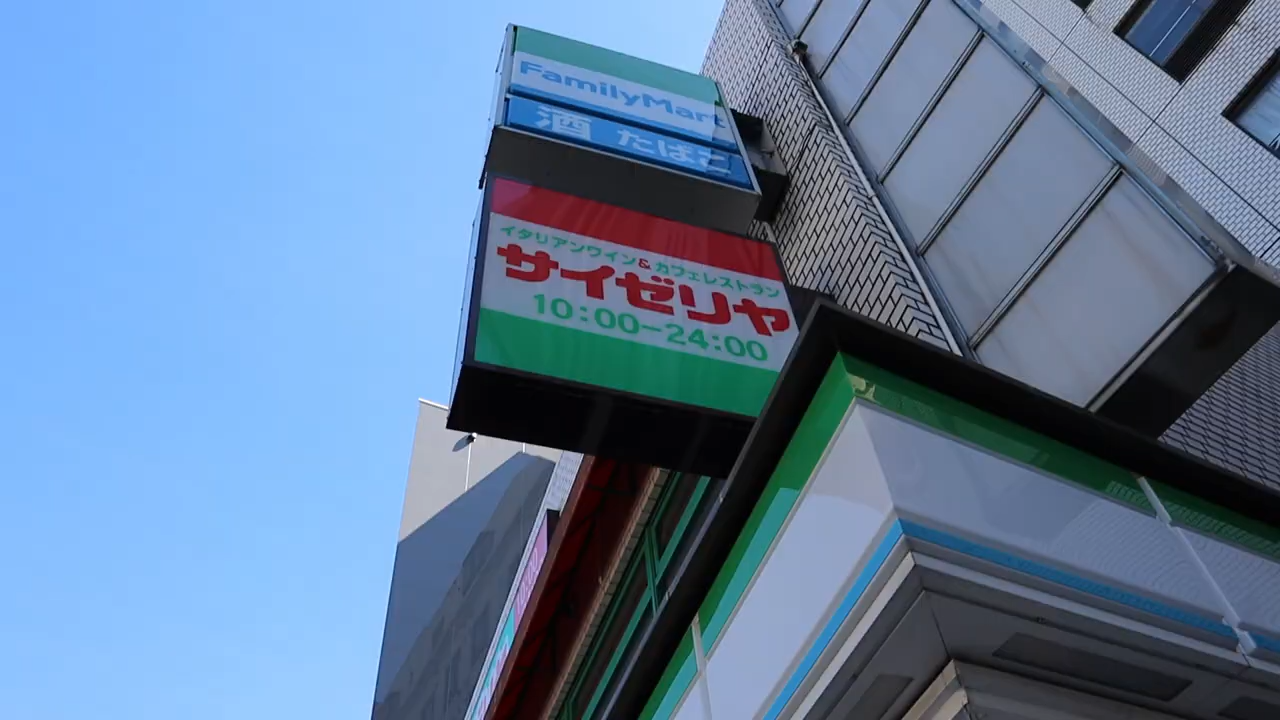 FamilyMart
酒 たばこ
イタリアンワイン&カフェレストラン
サイゼリヤ
10:00-24:00